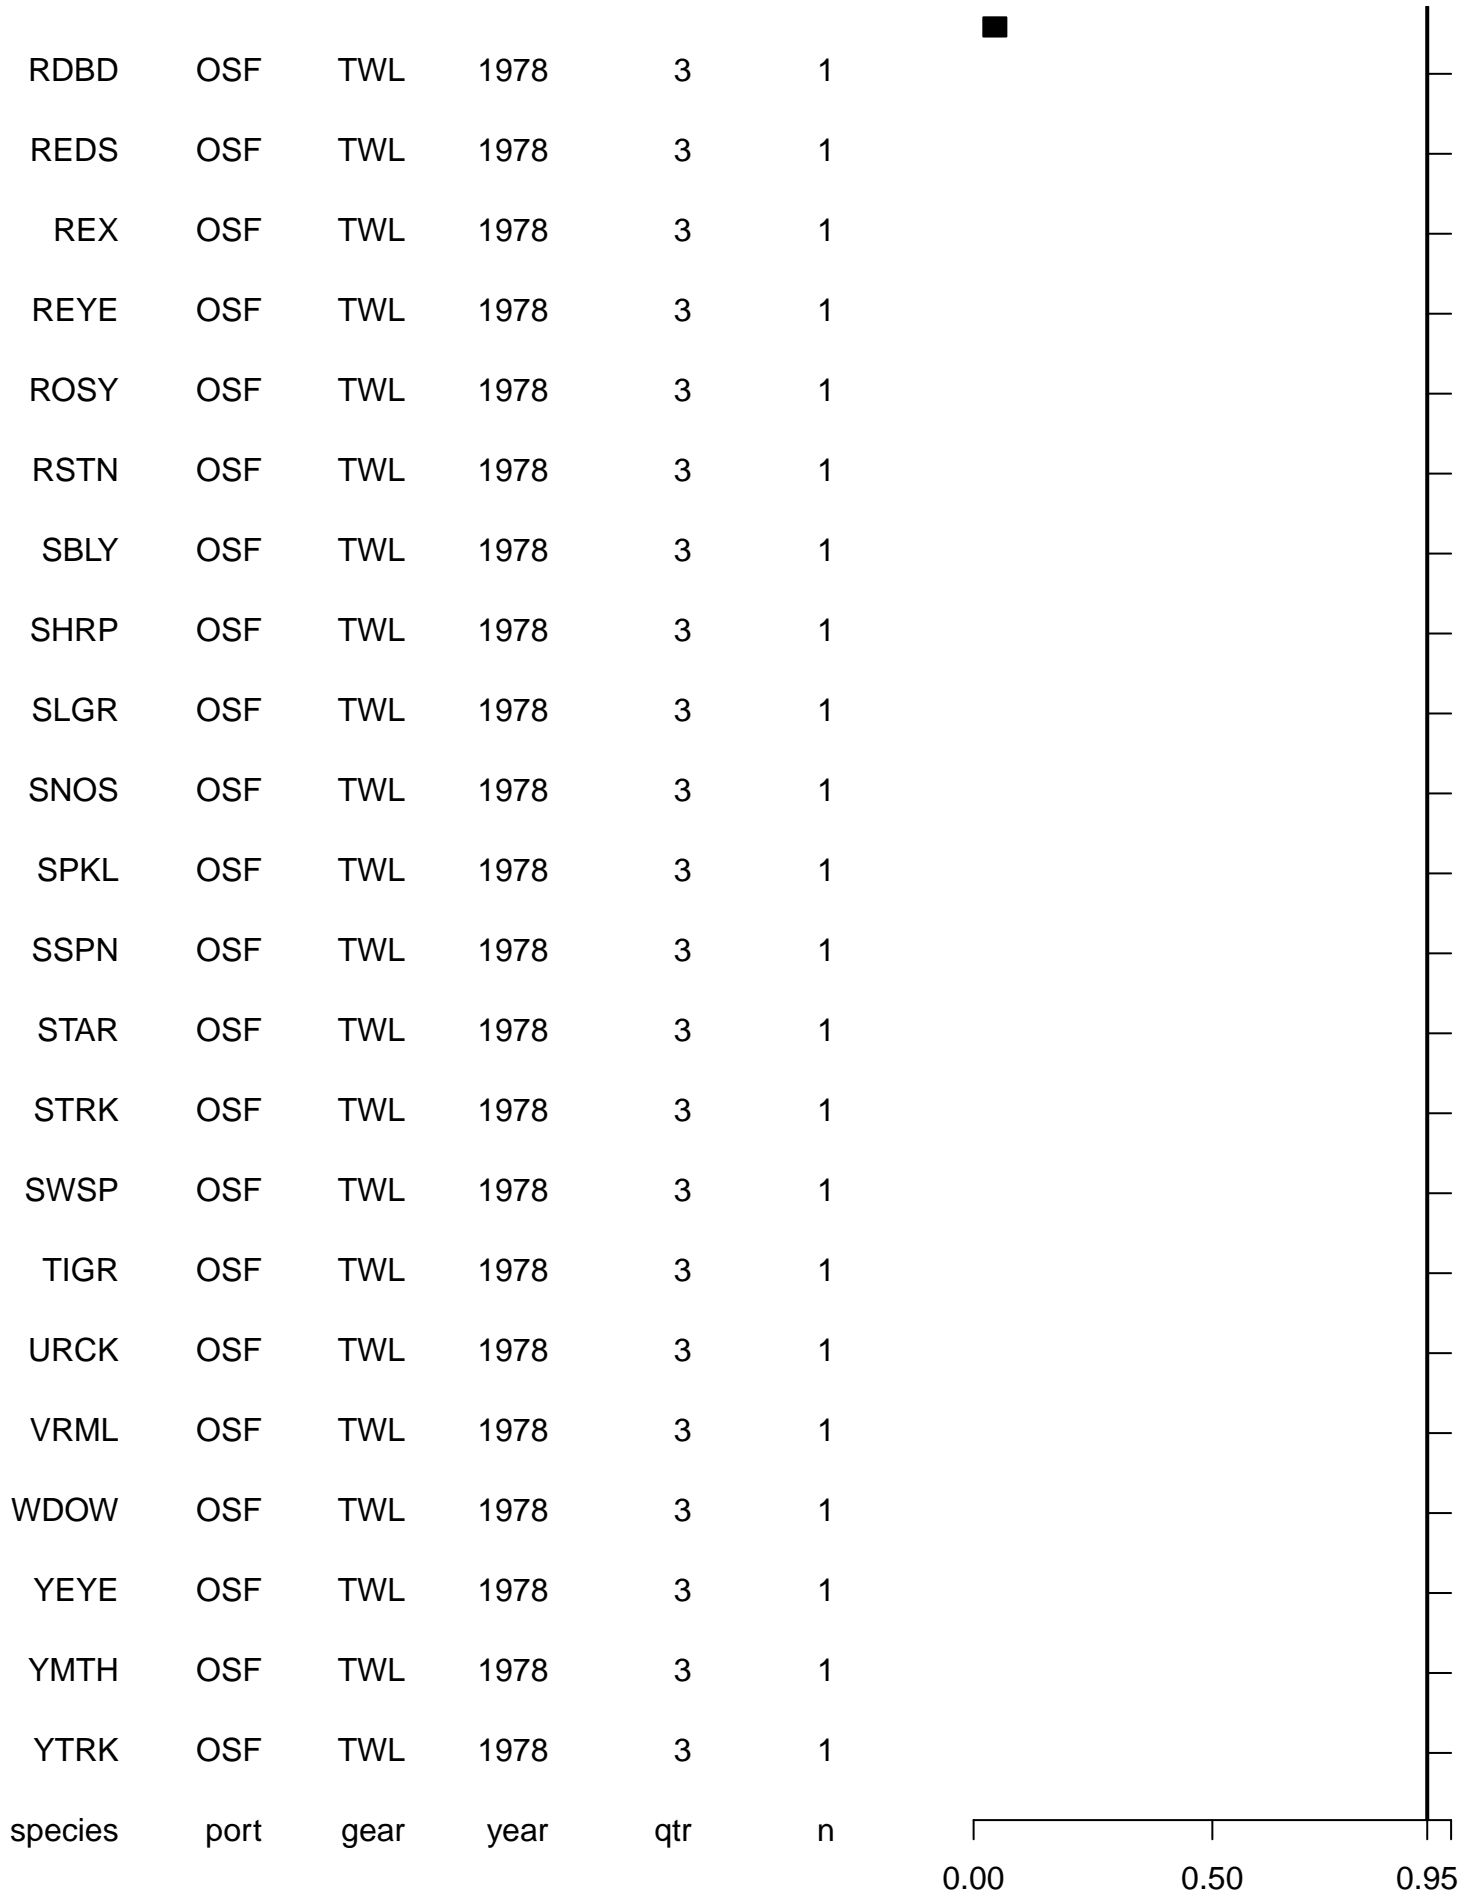 RDBD OSF TWL 1978 3 1
REDS OSF TWL 1978 3 1
REX OSF TWL 1978 3 1
REYE OSF TWL 1978 3 1
ROSY OSF TWL 1978 3 1
RSTN OSF TWL 1978 3 1
SBLY OSF TWL 1978 3 1
SHRP OSF TWL 1978 3 1
SLGR OSF TWL 1978 3 1
SNOS OSF TWL 1978 3 1
SPKL OSF TWL 1978 3 1
SSPN OSF TWL 1978 3 1
STAR OSF TWL 1978 3 1
STRK OSF TWL 1978 3 1
SWSP OSF TWL 1978 3 1
TIGR OSF TWL 1978 3 1
URCK OSF TWL 1978 3 1
VRML OSF TWL 1978 3 1
WDOW OSF TWL 1978 3 1
YEYE OSF TWL 1978 3 1
YMTH OSF TWL 1978 3 1
YTRK OSF TWL 1978 3 1
species port gear year qtr n
0.00 0.50 0.95